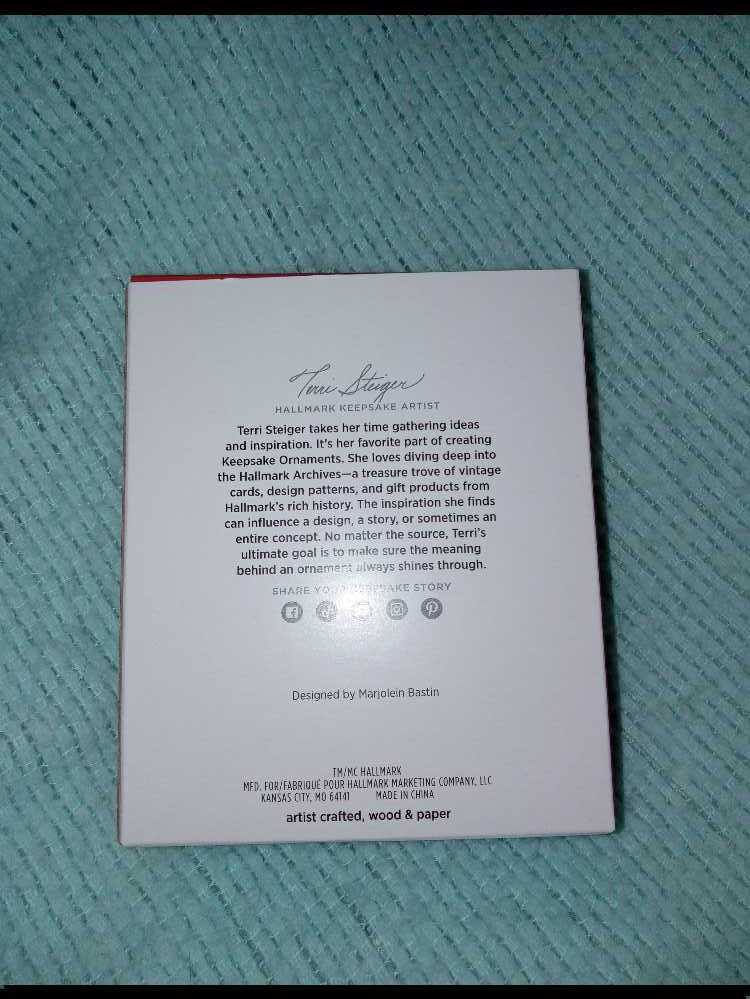 Terri Steiger
HALLMARK KEEPSAKE ARTIST
Terri Steiger takes her time gathering ideas
and inspiration. It's her favorite part of creating
Keepsake Ornaments. She loves diving deep into
the Hallmark Archives—a treasure trove of vintage
cards, design patterns, and gift products from
Hallmark's rich history. The inspiration she finds
can influence a design, a story, or sometimes an
entire concept. No matter the source, Terri's
ultimate goal is to make sure the meaning
behind an ornament always shines through.
SHARE YOUR KEEPSAKE STORY
Designed by Marjolein Bastin
TM/MC HALLMARK
MFD. FOR/FABRIQUÉ POUR HALLMARK MARKETING COMPANY, LLC
KANSAS CITY, MO 64141 MADE IN CHINA
artist crafted, wood & paper